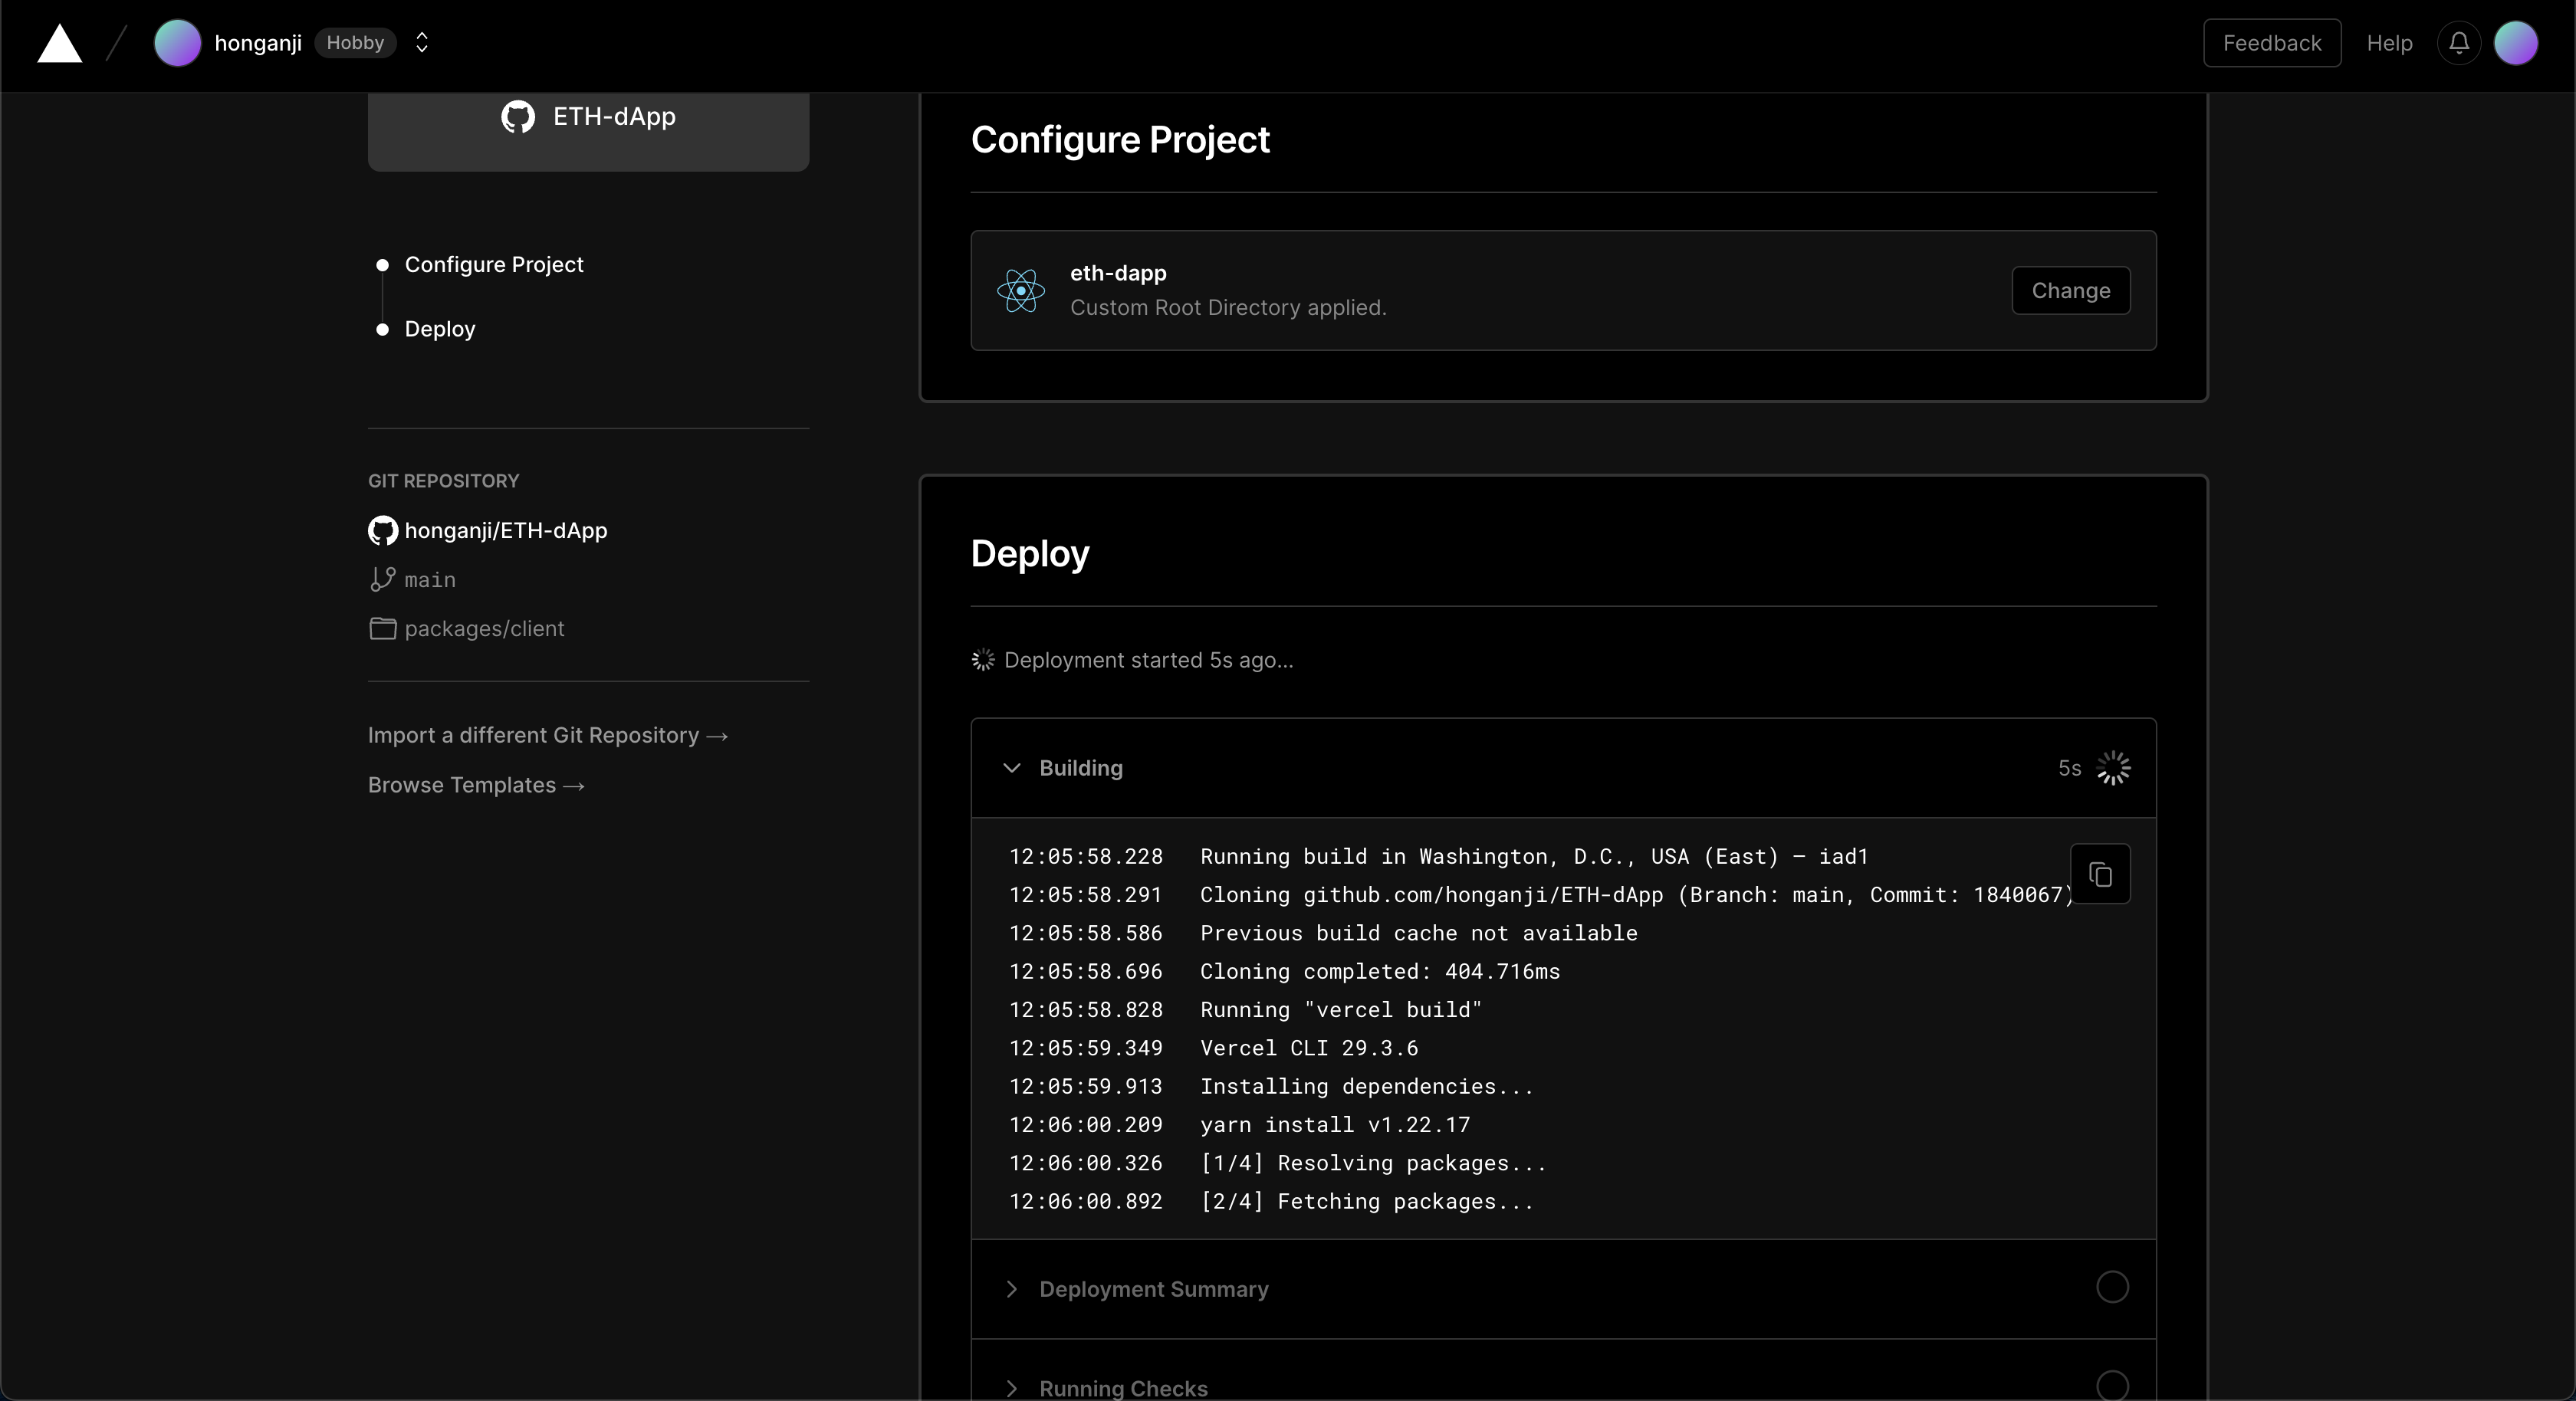 honganji Hobby
Feedback Help
ETH-dApp
Configure Project
Deploy
GIT REPOSITORY
honganji/ETH-dApp
main
packages/client
Import a different Git Repository →
Browse Templates →
Configure Project
eth-dapp
Custom Root Directory applied.
Change
Deploy
Deployment started 5s ago...
Building 5s
12:05:58.228 Running build in Washington, D.C., USA (East) – iad1
12:05:58.291 Cloning github.com/honganji/ETH-dApp (Branch: main, Commit: 1840067)
12:05:58.586 Previous build cache not available
12:05:58.696 Cloning completed: 404.716ms
12:05:58.828 Running "vercel build"
12:05:59.349 Vercel CLI 29.3.6
12:05:59.913 Installing dependencies...
12:06:00.209 yarn install v1.22.17
12:06:00.326 [1/4] Resolving packages...
12:06:00.892 [2/4] Fetching packages...
Deployment Summary
Running Checks